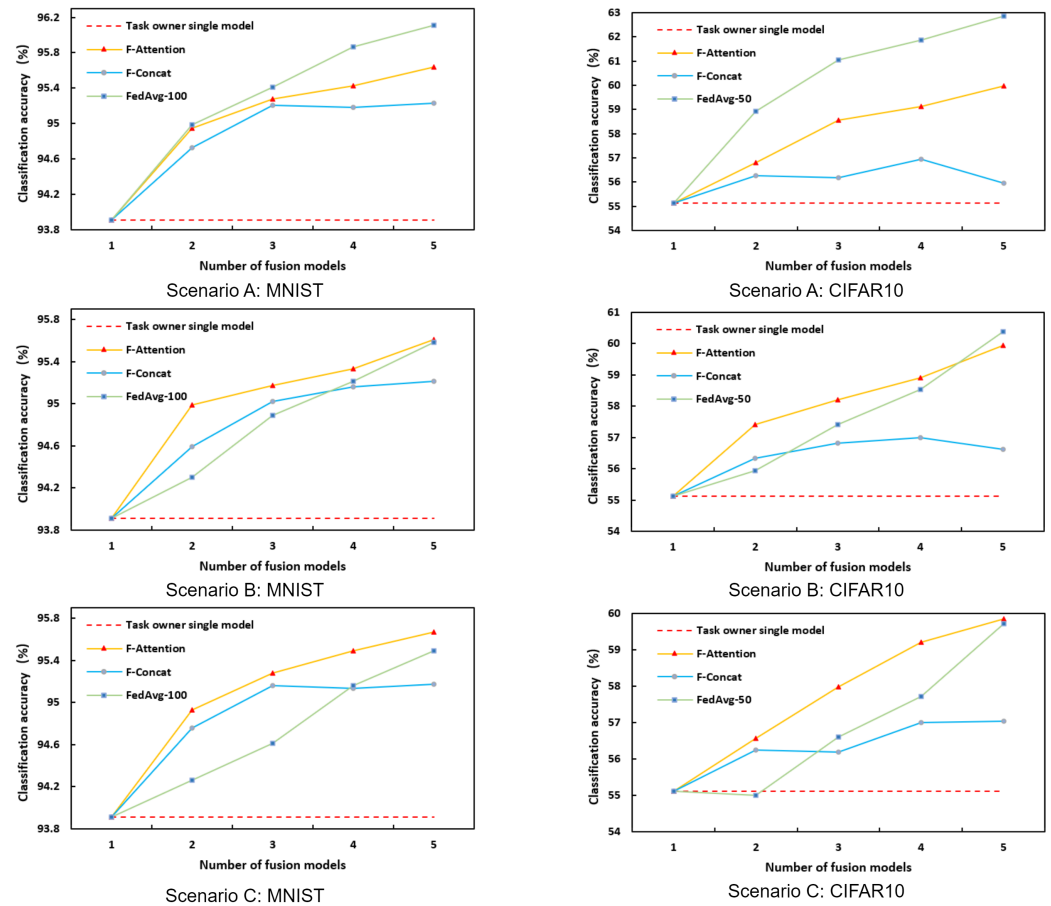 96.2
95.8
95.4
95
94.6
94.2
93.8
Classification accuracy (%)
Task owner single model
F-Attention
F-Concat
FedAvg-100
1 2 3 4 5
Number of fusion models
Scenario A: MNIST
63
62
61
60
59
58
57
56
55
54
Classification accuracy (%)
Task owner single model
F-Attention
F-Concat
FedAvg-50
1 2 3 4 5
Number of fusion models
Scenario A: CIFAR10
95.8
95.4
95
94.6
94.2
93.8
Classification accuracy (%)
Task owner single model
F-Attention
F-Concat
FedAvg-100
1 2 3 4 5
Number of fusion models
Scenario B: MNIST
61
60
59
58
57
56
55
54
Classification accuracy (%)
Task owner single model
F-Attention
F-Concat
FedAvg-50
1 2 3 4 5
Number of fusion models
Scenario B: CIFAR10
95.8
95.4
95
94.6
94.2
93.8
Classification accuracy (%)
Task owner single model
F-Attention
F-Concat
FedAvg-100
1 2 3 4 5
Number of fusion models
Scenario C: MNIST
60
59
58
57
56
55
54
Classification accuracy (%)
Task owner single model
F-Attention
F-Concat
FedAvg-50
1 2 3 4 5
Number of fusion models
Scenario C: CIFAR10